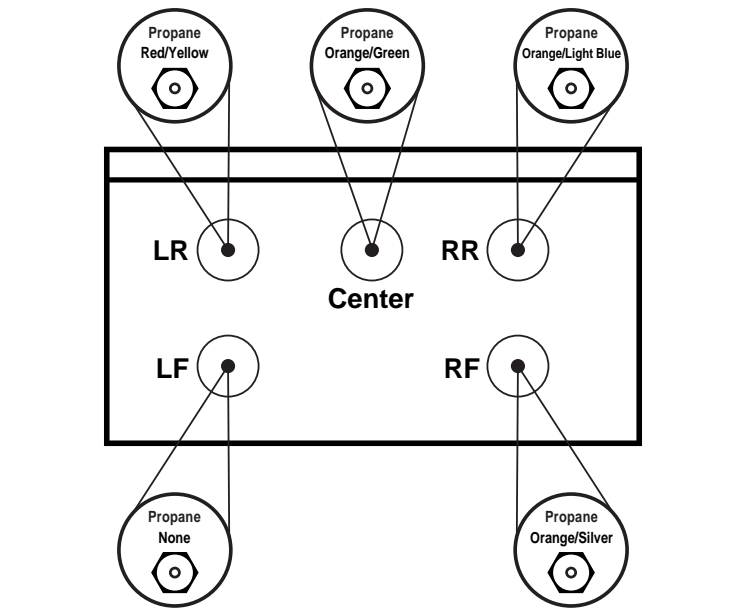 Propane
Red/Yellow
Propane
Orange/Green
Propane
Orange/Light Blue
LR
RR
Center
LF
RF
Propane
None
Propane
Orange/Silver